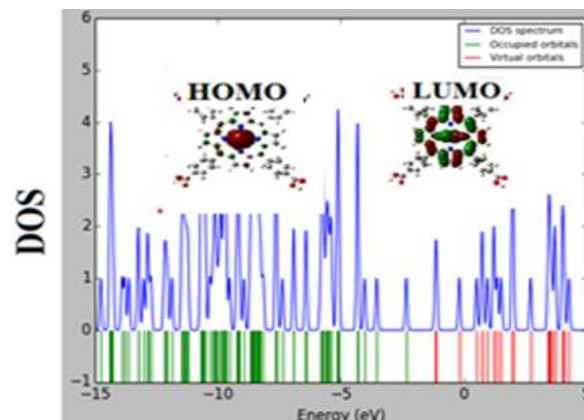 DOS spectrum
Occupied orbitals
Virtual orbitals
HOMO LUMO
DOS
6
5
4
3
2
1
0
−1
−15 −10 −5 0 5
Energy (eV)